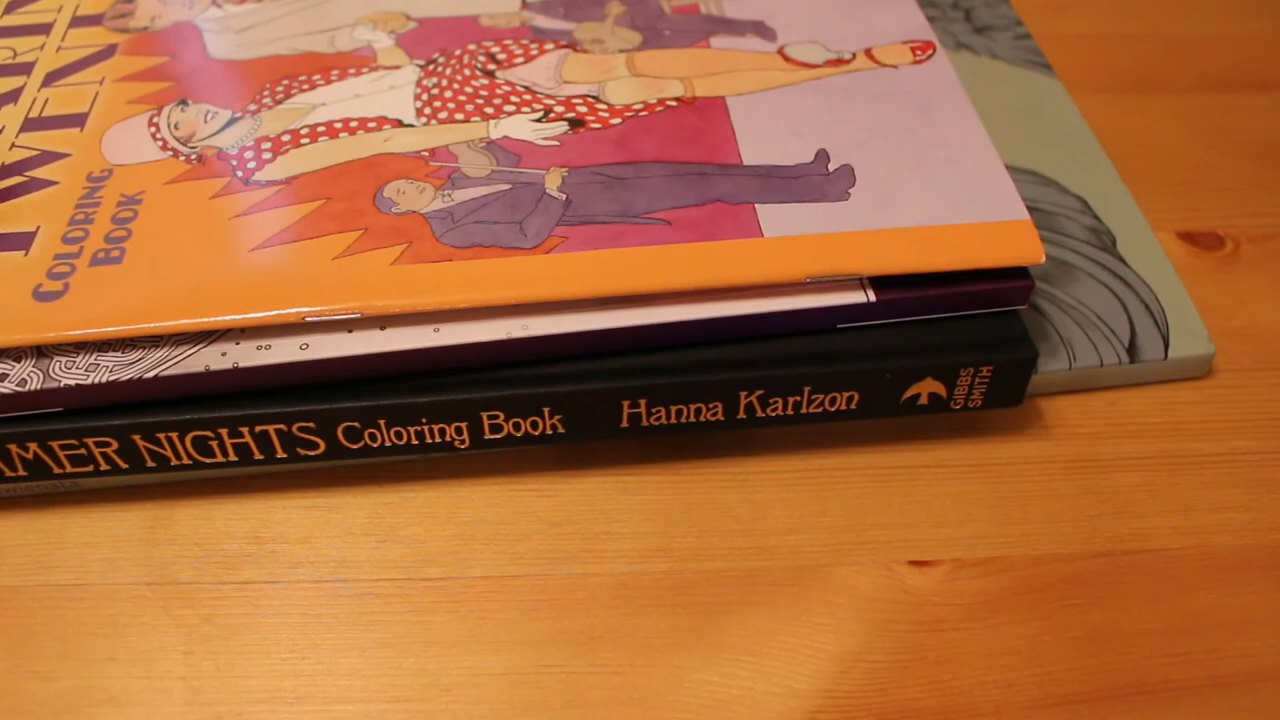 COLORING
BOOK
AMER NIGHTS Coloring Book Hanna Karlzon
GIBBS
SMITH